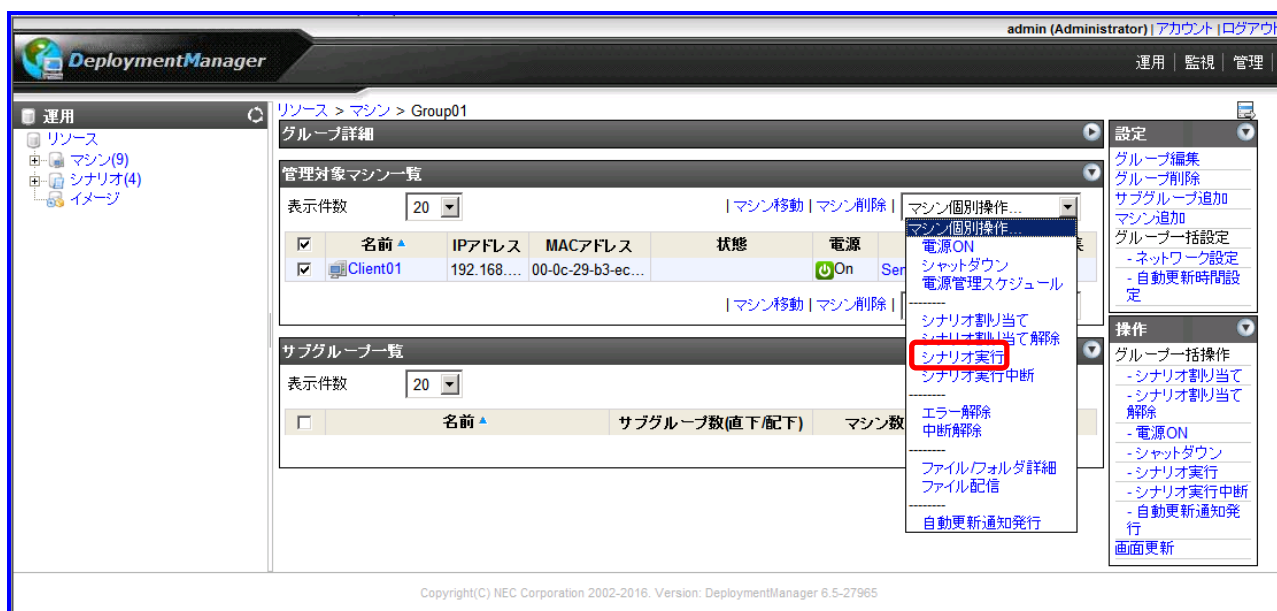 admin (Administrator) | アカウント | ログアウト
DeploymentManager
運用 | 監視 | 管理 |
運用
リソース
マシン(9)
シナリオ(4)
イメージ
リソース > マシン > Group01
グループ詳細
管理対象マシン一覧
表示件数 20 | マシン移動 | マシン削除 | マシン個別操作...
名前 IPアドレス MACアドレス 状態 電源
Client01 192.168.... 00-0c-29-b3-ec... On Ser
| マシン移動 | マシン削除 |
マシン個別操作...
電源ON
シャットダウン
電源管理スケジュール
--------
シナリオ割り当て
シナリオ割り当て解除
シナリオ実行
シナリオ実行中断
--------
エラー解除
中断解除
--------
ファイル/フォルダ詳細
ファイル配信
--------
自動更新通知発行
サブグループ一覧
表示件数 20
名前 サブグループ数(直下/配下) マシン数
設定
グループ編集
グループ削除
サブグループ追加
マシン追加
グループ一括設定
- ネットワーク設定
- 自動更新時間設
定
操作
グループ一括操作
- シナリオ割り当て
- シナリオ割り当て
解除
- 電源ON
- シャットダウン
- シナリオ実行
- シナリオ実行中断
- 自動更新通知発
行
画面更新
Copyright(C) NEC Corporation 2002-2016. Version: DeploymentManager 6.5-27965